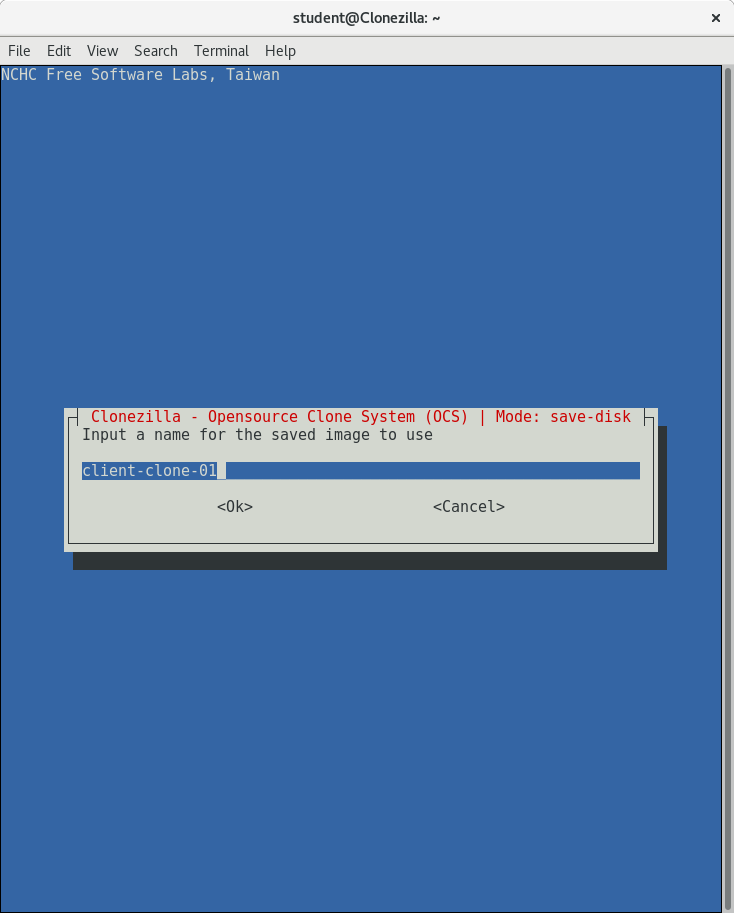 student@Clonezilla: ~
File Edit View Search Terminal Help
NCHC Free Software Labs, Taiwan
Clonezilla - Opensource Clone System (OCS) | Mode: save-disk
Input a name for the saved image to use
client-clone-01
<Ok> <Cancel>